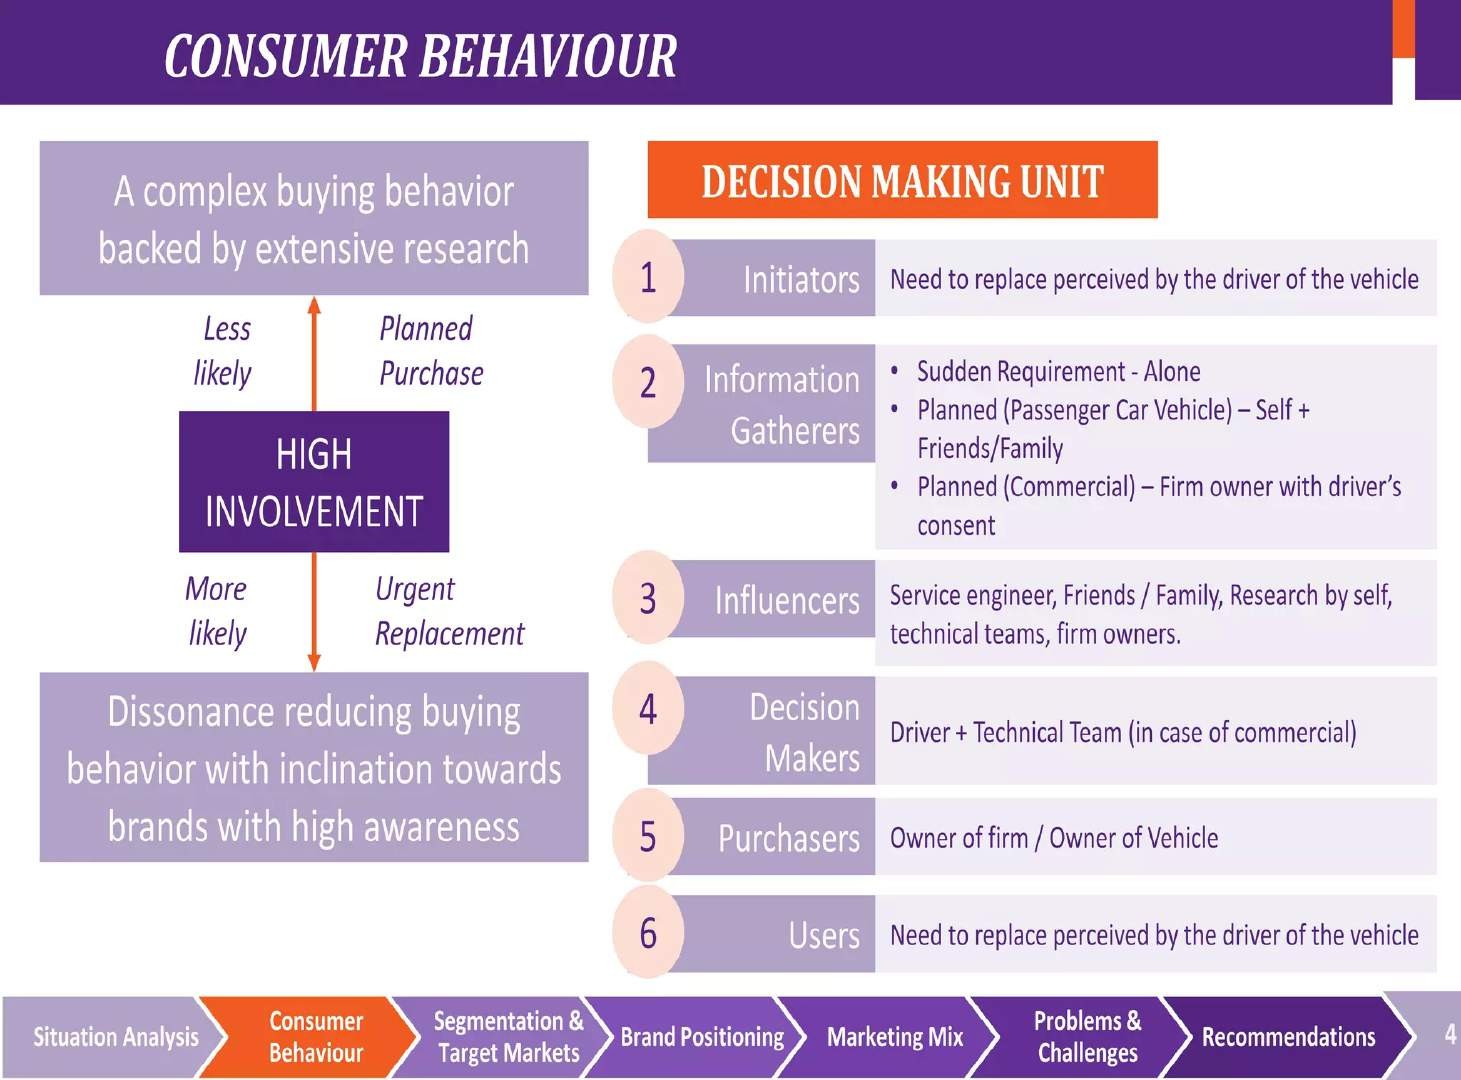 CONSUMER BEHAVIOUR
A complex buying behavior
backed by extensive research
Less
likely
Planned
Purchase
HIGH
INVOLVEMENT
More
likely
Urgent
Replacement
Dissonance reducing buying
behavior with inclination towards
brands with high awareness
DECISION MAKING UNIT
1
Initiators
Need to replace perceived by the driver of the vehicle
2
Information
Gatherers
• Sudden Requirement - Alone
• Planned (Passenger Car Vehicle) – Self +
Friends/Family
• Planned (Commercial) – Firm owner with driver’s
consent
3
Influencers
Service engineer, Friends / Family, Research by self,
technical teams, firm owners.
4
Decision
Makers
Driver + Technical Team (in case of commercial)
5
Purchasers
Owner of firm / Owner of Vehicle
6
Users
Need to replace perceived by the driver of the vehicle
Situation Analysis
Consumer
Behaviour
Segmentation &
Target Markets
Brand Positioning
Marketing Mix
Problems &
Challenges
Recommendations
4